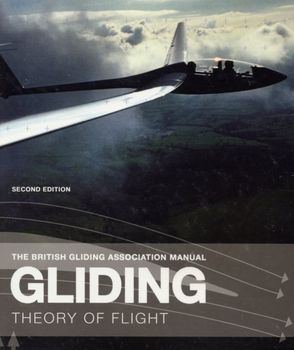 SECOND EDITION
THE BRITISH GLIDING ASSOCIATION MANUAL
GLIDING
THEORY OF FLIGHT